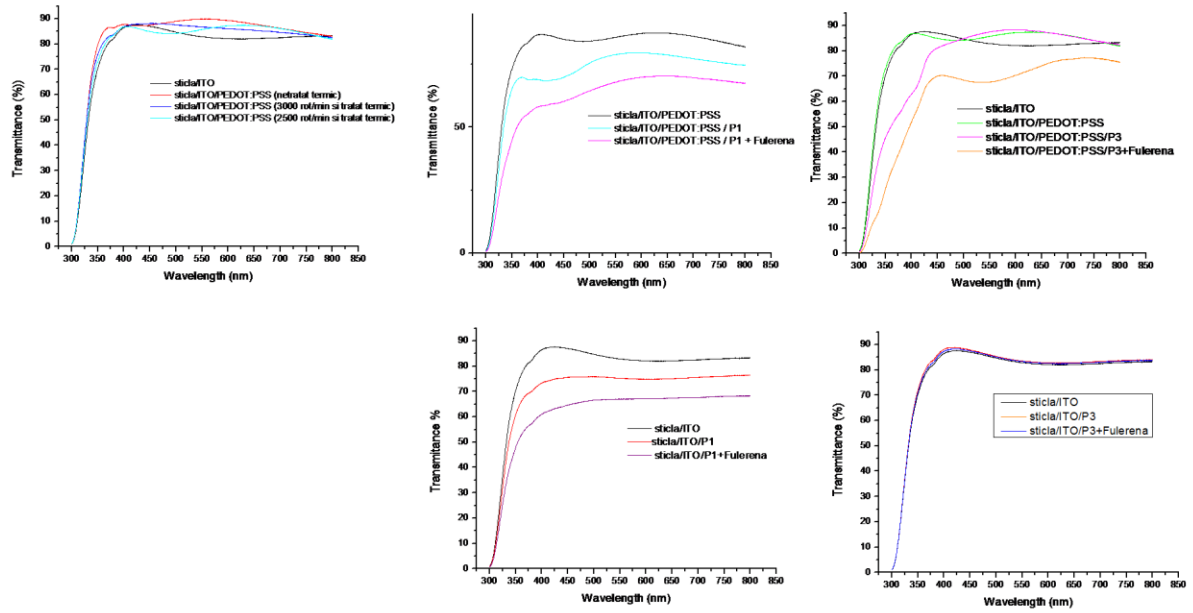 Transmittance (%)
90
80
70
60
50
40
30
20
10
0
sticla/ITO
sticla/ITO/PEDOT:PSS (netratat termic)
sticla/ITO/PEDOT:PSS (3000 rot/min si tratat termic)
sticla/ITO/PEDOT:PSS (2500 rot/min si tratat termic)
300 350 400 450 500 550 600 650 700 750 800 850
Wavelength (nm)
Transmittance (%)
50
0
sticla/ITO/PEDOT:PSS
sticla/ITO/PEDOT:PSS / P1
sticla/ITO/PEDOT:PSS / P1 + Fulerena
300 350 400 450 500 550 600 650 700 750 800 850
Wavelength (nm)
Transmittance (%)
90
80
70
60
50
40
30
20
10
0
sticla/ITO
sticla/ITO/PEDOT:PSS
sticla/ITO/PEDOT:PSS/P3
sticla/ITO/PEDOT:PSS/P3+Fulerena
300 350 400 450 500 550 600 650 700 750 800 850
Wavelength (nm)
Transmittance %
90
80
70
60
50
40
30
20
10
0
sticla/ITO
sticla/ITO/P1
sticla/ITO/P1+Fulerena
300 350 400 450 500 550 600 650 700 750 800 850
Wavelength (nm)
Transmittance (%)
90
80
70
60
50
40
30
20
10
0
sticla/ITO
sticla/ITO/P3
sticla/ITO/P3+Fulerena
300 350 400 450 500 550 600 650 700 750 800 850
Wavelength (nm)